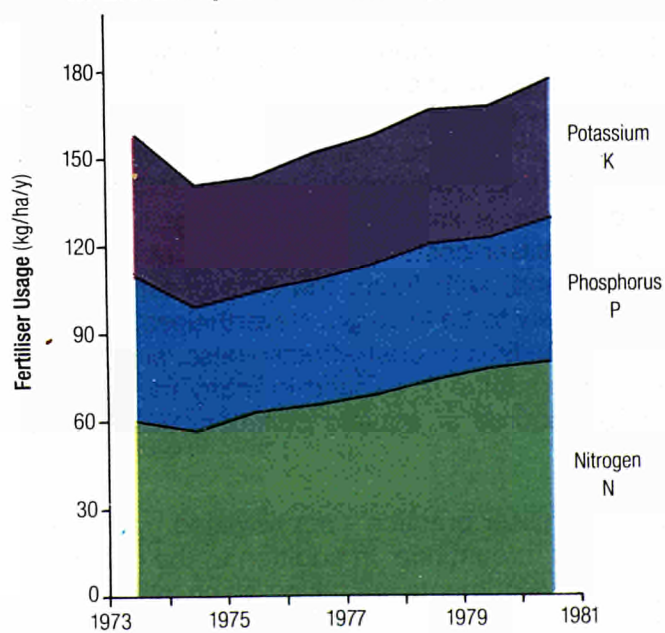 180
150
120
90
60
30
0
Fertiliser Usage (kg/ha/y)
Potassium
K
Phosphorus
P
Nitrogen
N
1973
1975
1977
1979
1981